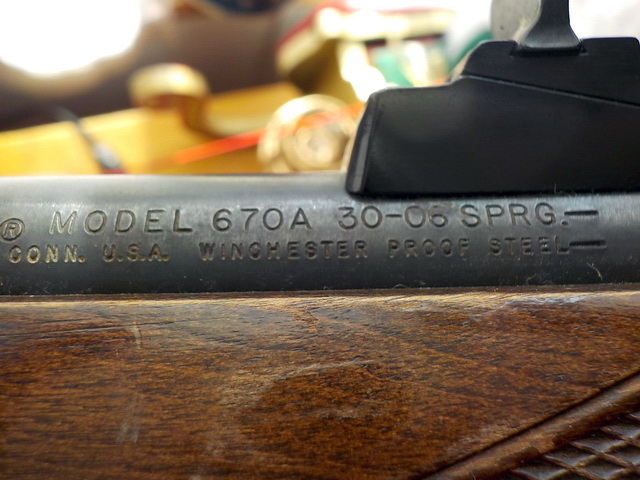 ® MODEL 670A 30-06 SPRG.—
CONN. U.S.A. WINCHESTER PROOF STEEL—